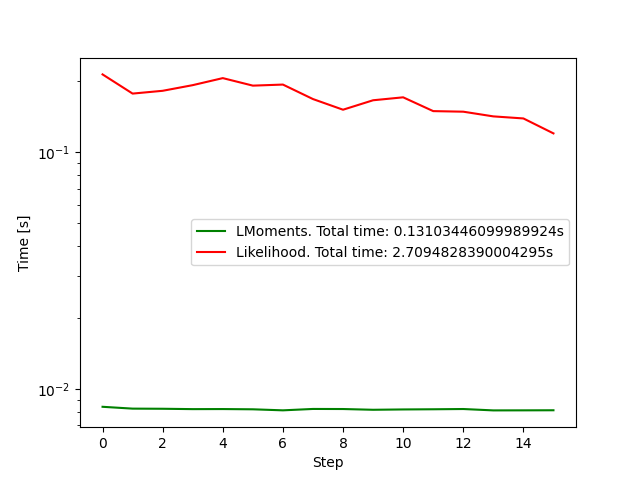 Time [s]
10⁻¹
10⁻²
LMoments. Total time: 0.13103446099989924s
Likelihood. Total time: 2.7094828390004295s
0 2 4 6 8 10 12 14
Step